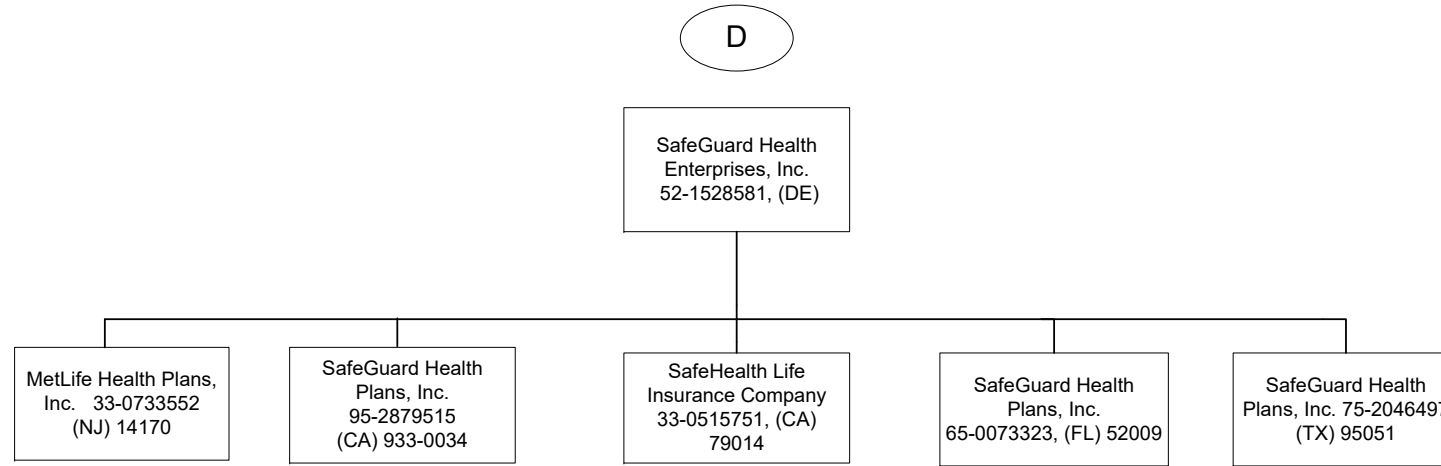 D
SafeGuard Health
Enterprises, Inc.
52-1528581, (DE)
MetLife Health Plans,
Inc. 33-0733552
(NJ) 14170
SafeGuard Health
Plans, Inc.
95-2879515
(CA) 933-0034
SafeHealth Life
Insurance Company
33-0515751, (CA)
79014
SafeGuard Health
Plans, Inc.
65-0073323, (FL) 52009
SafeGuard Health
Plans, Inc. 75-2046497
(TX) 95051